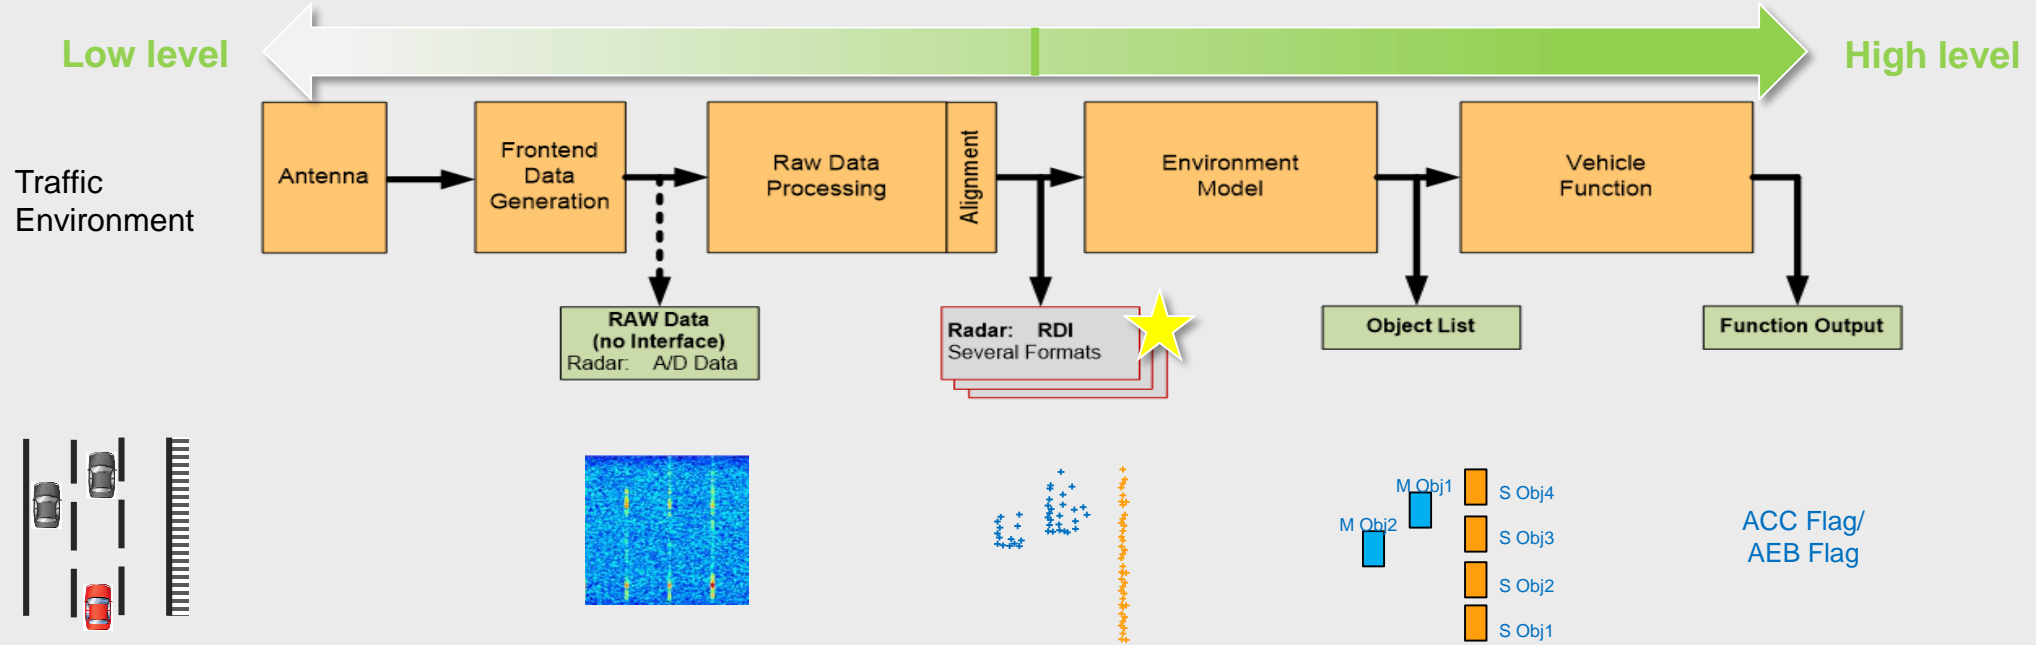 Low level
High level
Traffic
Environment
Antenna
Frontend
Data
Generation
Raw Data
Processing
Alignment
Environment
Model
Vehicle
Function
RAW Data
(no Interface)
Radar: A/D Data
Radar: RDI
Several Formats
Object List
Function Output
M Obj1
M Obj2
S Obj4
S Obj3
S Obj2
S Obj1
ACC Flag/
AEB Flag